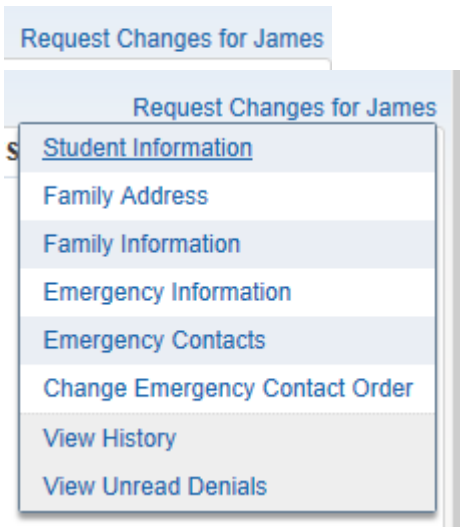 Request Changes for James
Request Changes for James
S
Student Information
Family Address
Family Information
Emergency Information
Emergency Contacts
Change Emergency Contact Order
View History
View Unread Denials